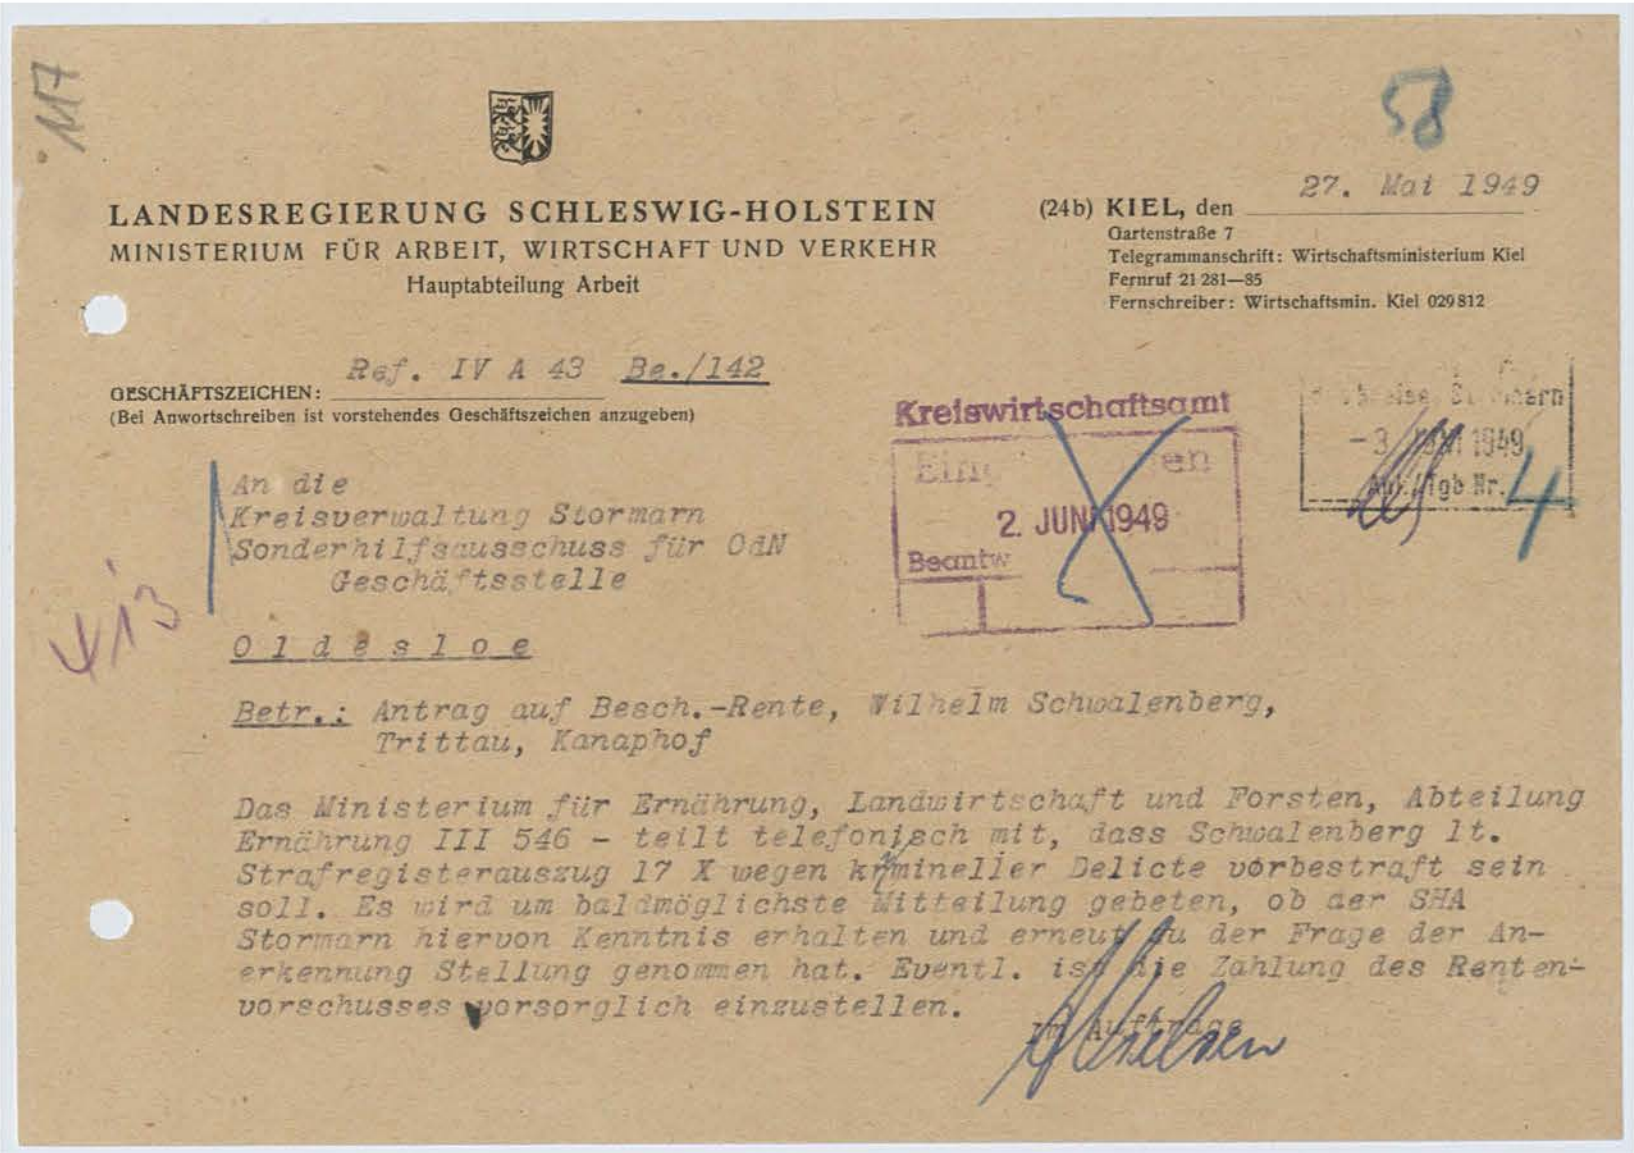 117
58
LANDESREGIERUNG SCHLESWIG-HOLSTEIN
MINISTERIUM FÜR ARBEIT, WIRTSCHAFT UND VERKEHR
Hauptabteilung Arbeit
(24b) KIEL, den 27. Mai 1949
Gartenstraße 7
Telegrammanschrift: Wirtschaftsministerium Kiel
Fernruf 21 281—85
Fernschreiber: Wirtschaftsmin. Kiel 029812
GESCHÄFTSZEICHEN: Ref. IV A 43 Be./142
(Bei Anwortschreiben ist vorstehendes Geschäftszeichen anzugeben)
Kreiswirtschaftsamt
2. JUNI 1949
Beantw
-3. 1949
Tgb Nr.
4
An die
Kreisverwaltung Stormarn
Sonderhilfsausschuss für OdN
Geschäftsstelle
Oldesloe
Betr.: Antrag auf Besch.-Rente, Wilhelm Schwalenberg,
Trittau, Kanaphof
Das Ministerium für Ernährung, Landwirtschaft und Forsten, Abteilung
Ernährung III 546 - teilt telefonisch mit, dass Schwalenberg lt.
Strafregisterauszug 17 X wegen krimineller Delicte vorbestraft sein
soll. Es wird um baldmöglichste Mitteilung gebeten, ob der SHA
Stormarn hiervon Kenntnis erhalten und erneut zu der Frage der An-
erkennung Stellung genommen hat. Eventl. ist die Zahlung des Renten-
vorschusses vorsorglich einzustellen.
Im Auftrage